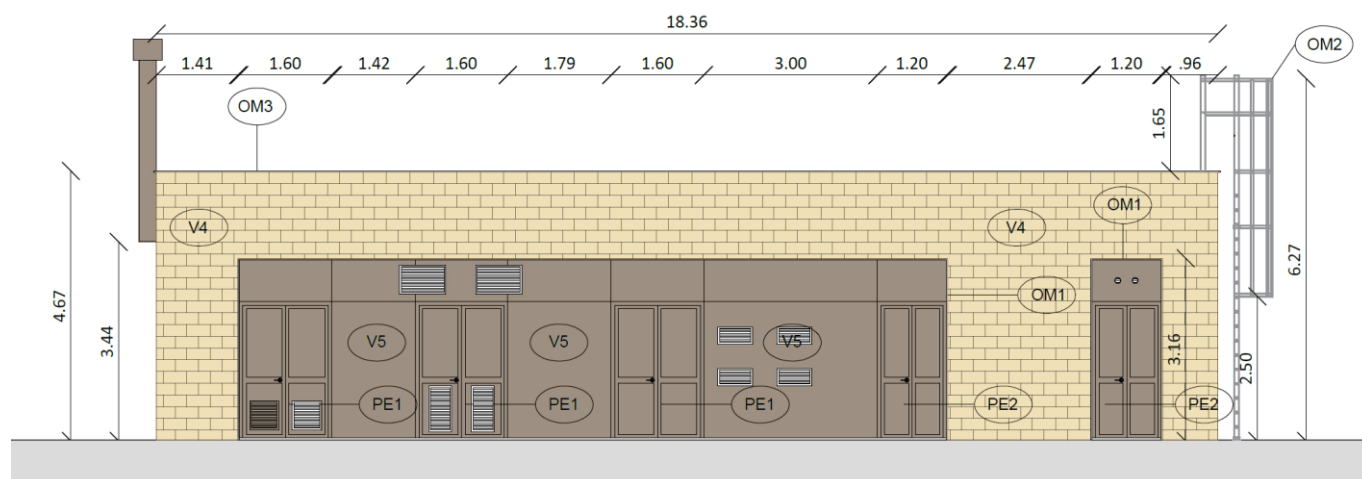 18.36
OM2
1.41 1.60 1.42 1.60 1.79 1.60 3.00 1.20 2.47 1.20 .96
OM3
1.65
OM1
V4 V4
6.27
OM1
4.67
3.44
V5 V5 V5
3.16
2.50
PE1 PE1 PE1 PE2 PE2